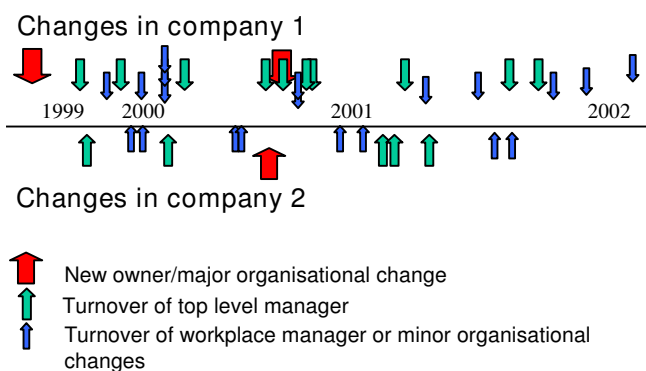 Changes in company 1
1999 2000 2001 2002
Changes in company 2
New owner/major organisational change
Turnover of top level manager
Turnover of workplace manager or minor organisational
changes